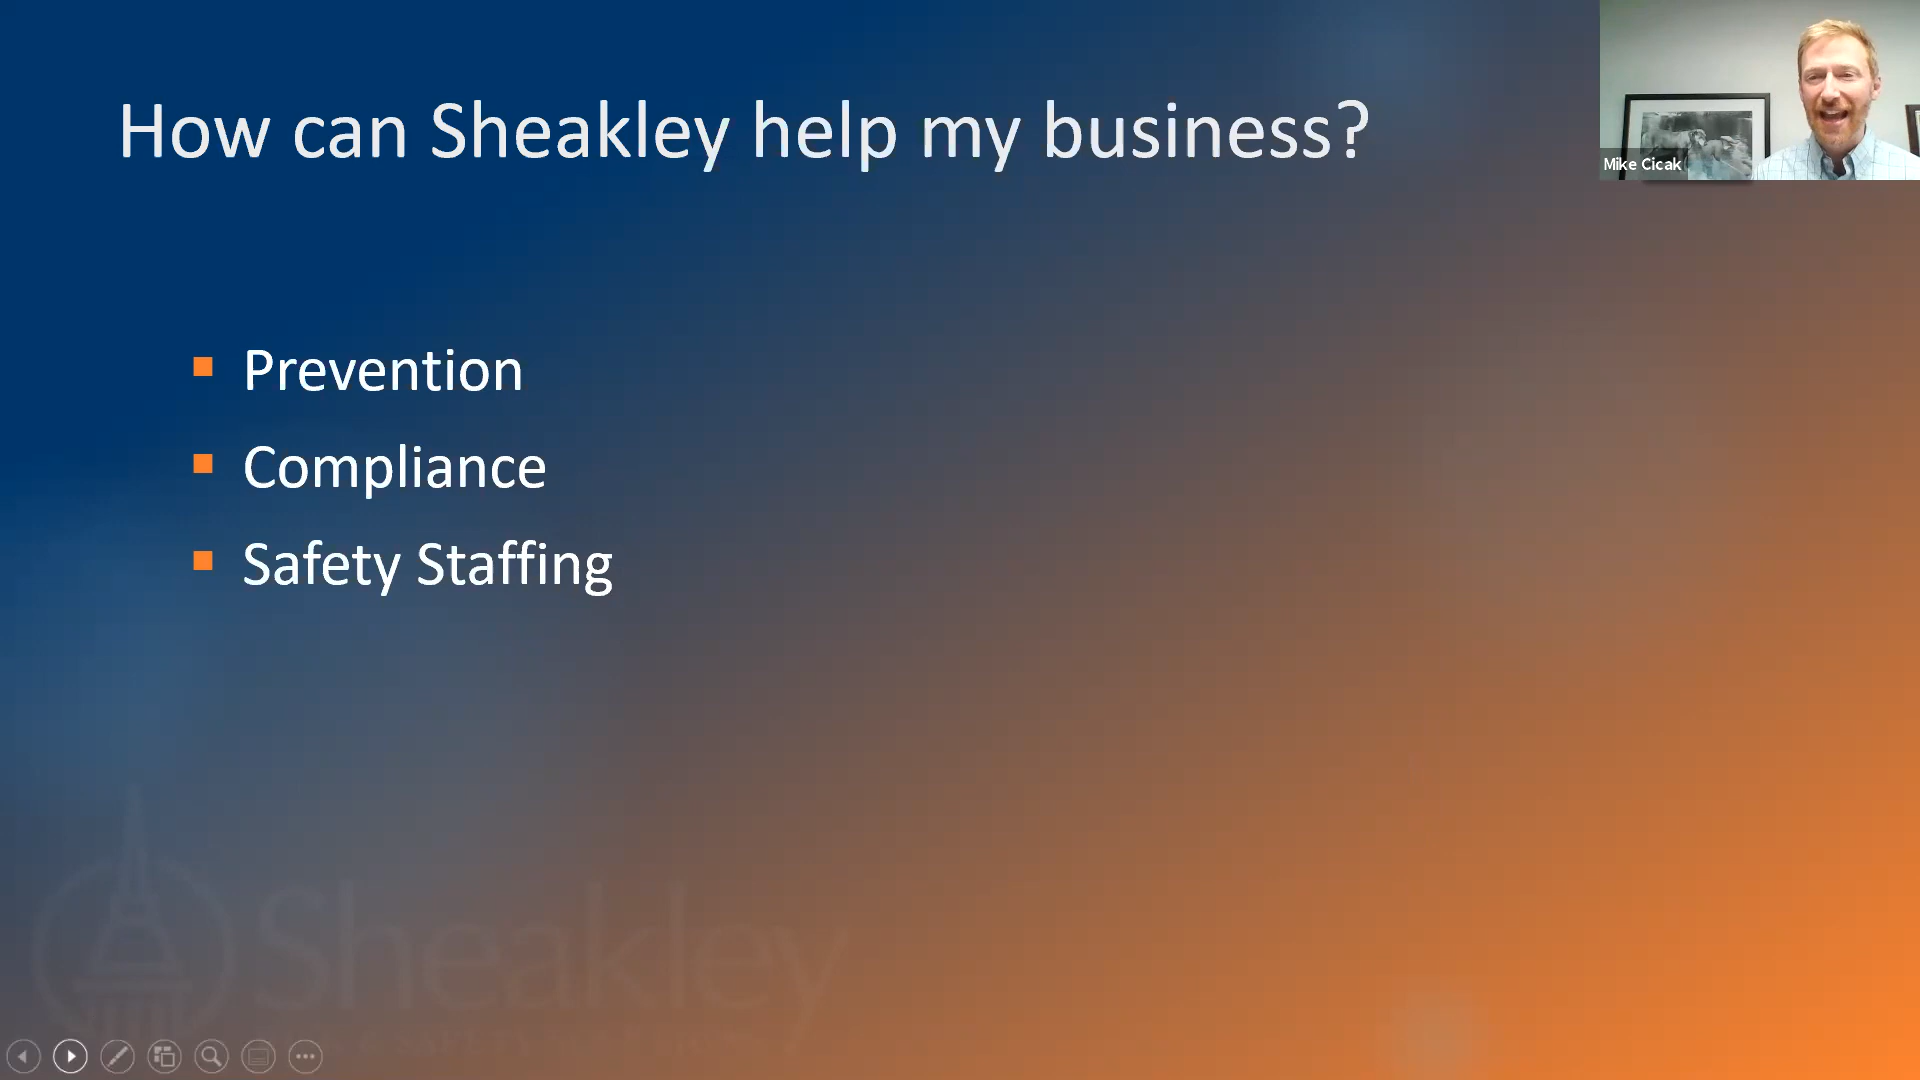 How can Sheakley help my business?
Mike Cicak
Prevention
Compliance
Safety Staffing
Sheakley